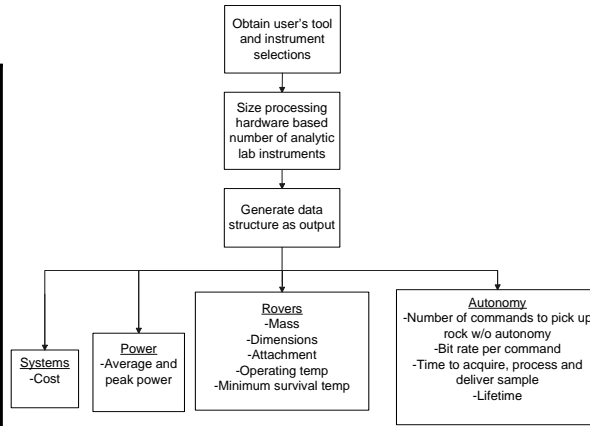 Obtain user's tool
and instrument
selections
Size processing
hardware based
number of analytic
lab instruments
Generate data
structure as output
Systems
-Cost
Power
-Average and
peak power
Rovers
-Mass
-Dimensions
-Attachment
-Operating temp
-Minimum survival temp
Autonomy
-Number of commands to pick up
rock w/o autonomy
-Bit rate per command
-Time to acquire, process and
deliver sample
-Lifetime